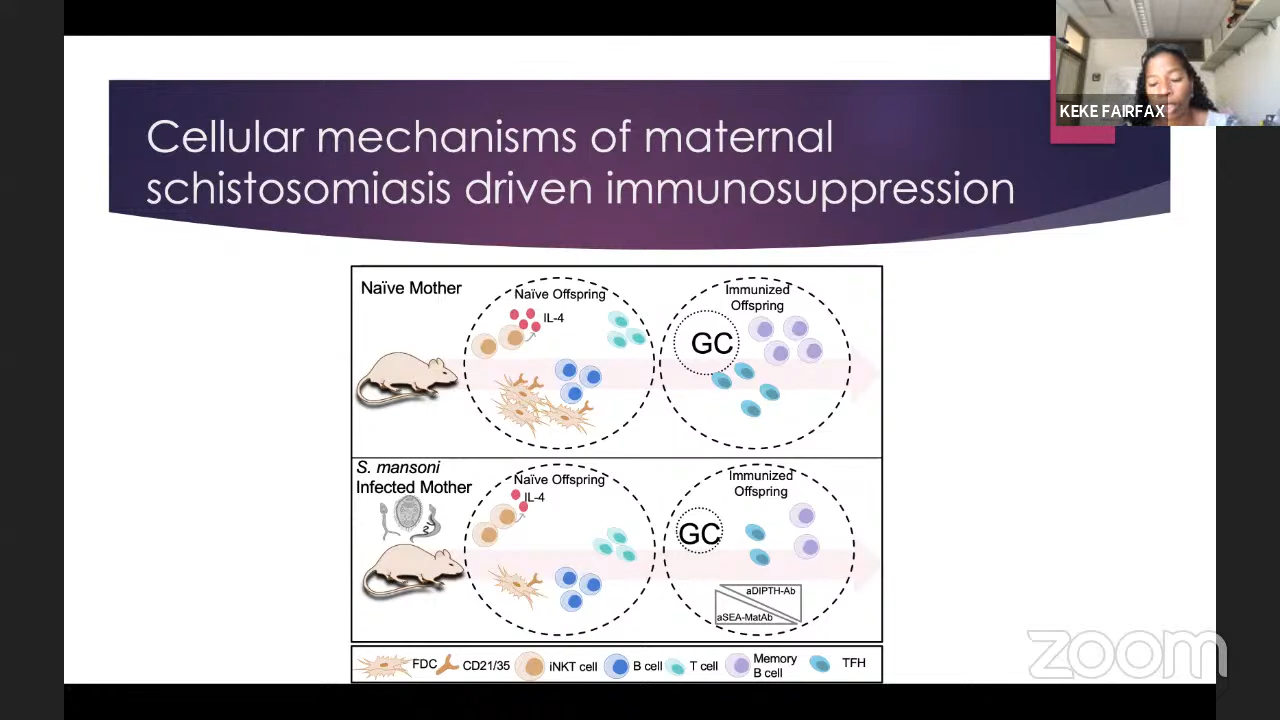 KEKE FAIRFAX
Cellular mechanisms of maternal
schistosomiasis driven immunosuppression
Naïve Mother
Naïve Offspring
IL-4
Immunized
Offspring
GC
S. mansoni
Infected Mother
Naïve Offspring
IL-4
Immunized
Offspring
GC
aDIPTH-Ab
aSEA-MatAb
FDC
CD21/35
iNKT cell
B cell
T cell
Memory
B cell
TFH
zoom